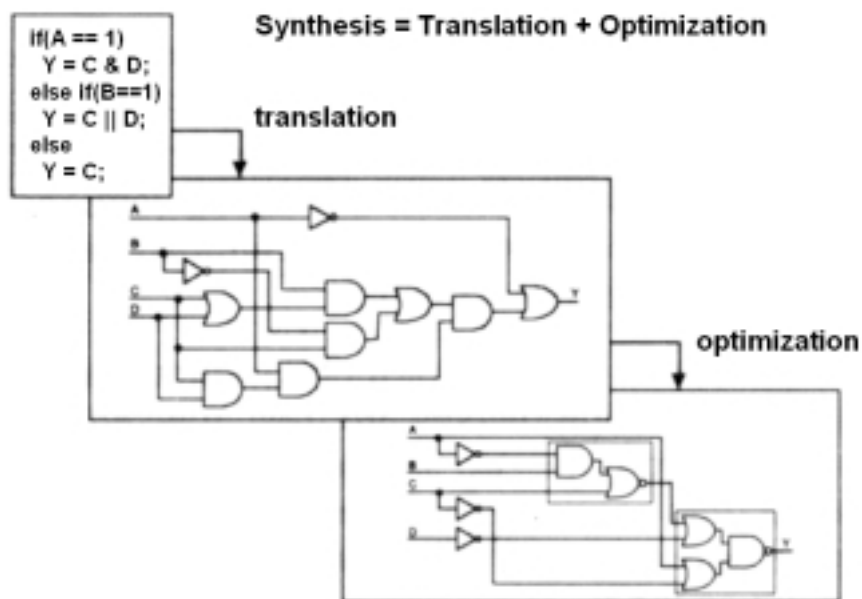 Synthesis = Translation + Optimization
if(A == 1)
Y = C & D;
else if(B==1)
Y = C || D;
else
Y = C;
translation
A
B
C
D
Y
optimization
A
B
C
D
Y